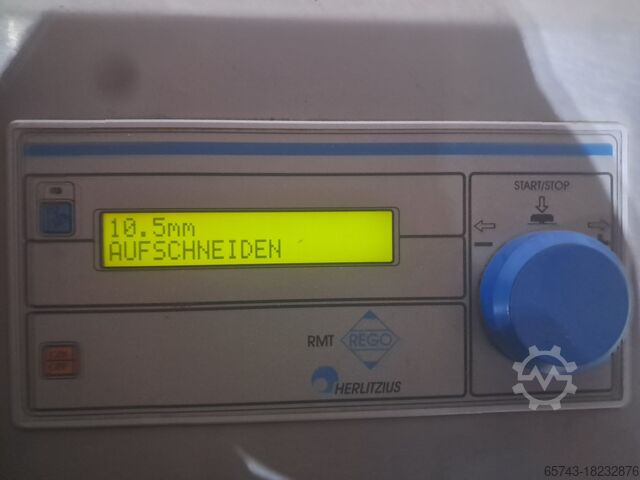 START/STOP
10.5mm
AUFSCHNEIDEN
RMT REGO
HERLITZIUS
65743-18232876